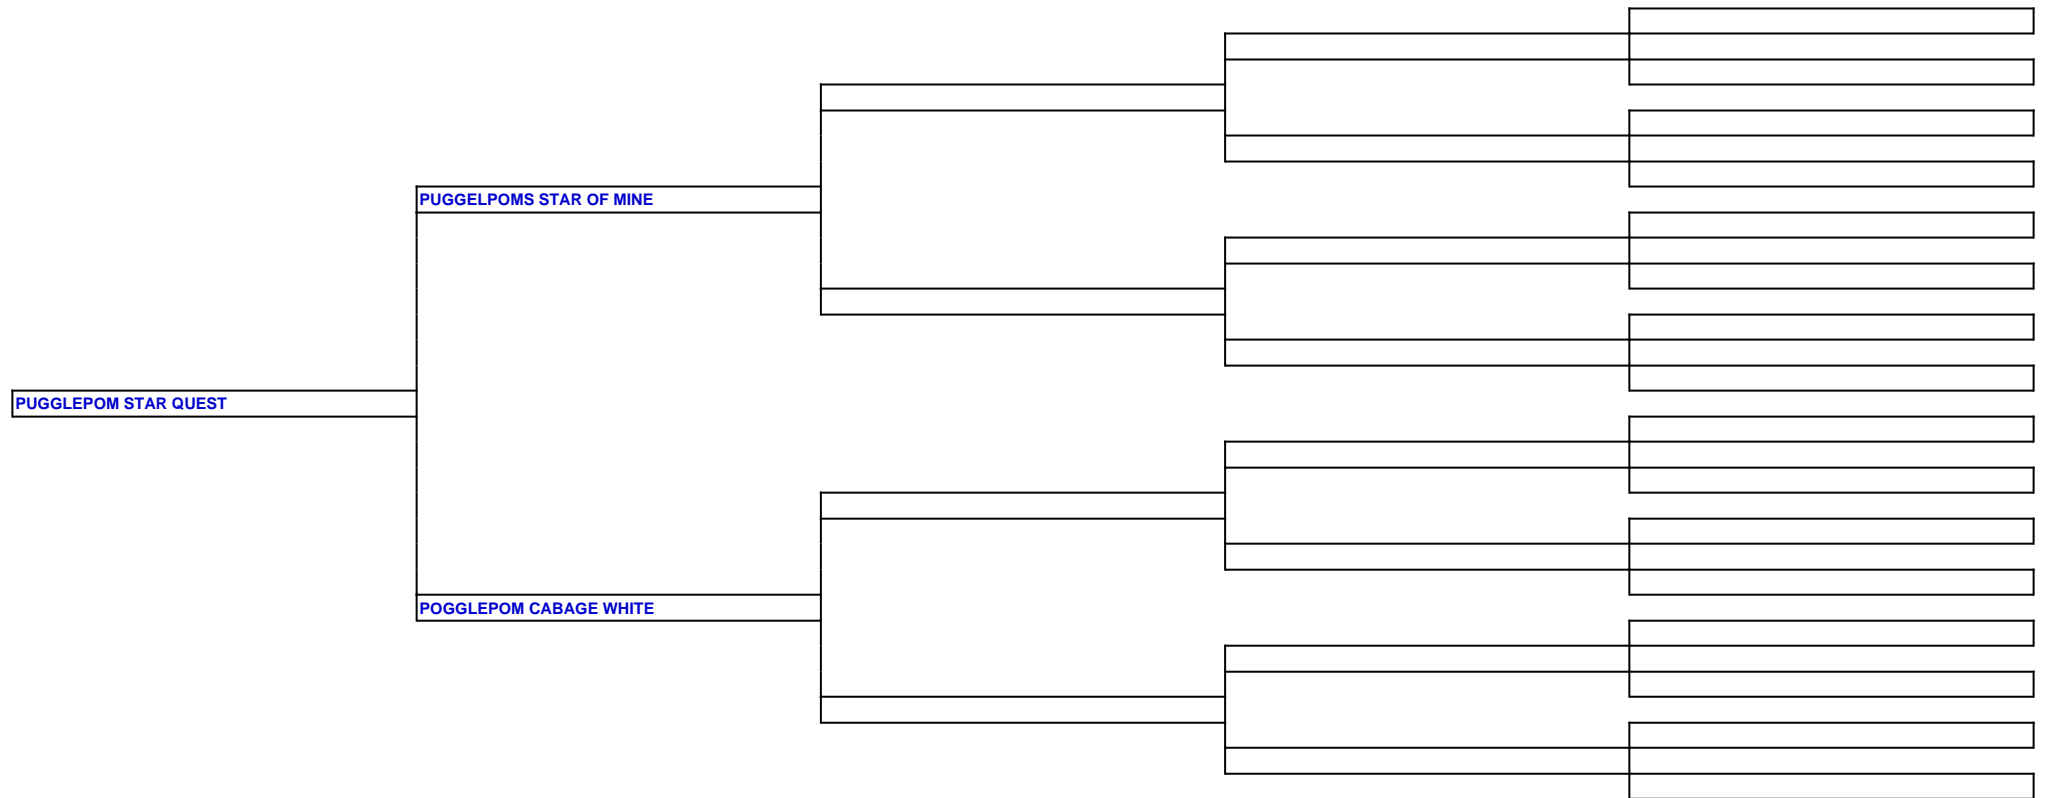 PUGGELPOMS STAR OF MINE
PUGGLEPOM STAR QUEST
POGGLEPOM CABAGE WHITE